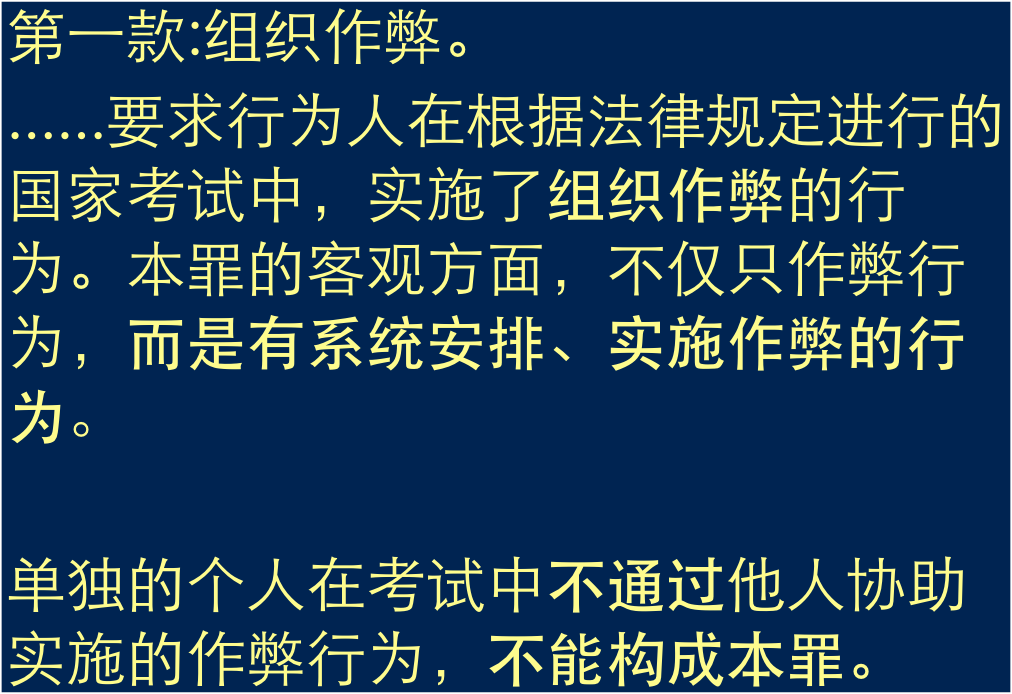 第一款:组织作弊。
......要求行为人在根据法律规定进行的
国家考试中，实施了组织作弊的行
为。本罪的客观方面，不仅只作弊行
为，而是有系统安排、实施作弊的行
为。
单独的个人在考试中不通过他人协助
实施的作弊行为，不能构成本罪。